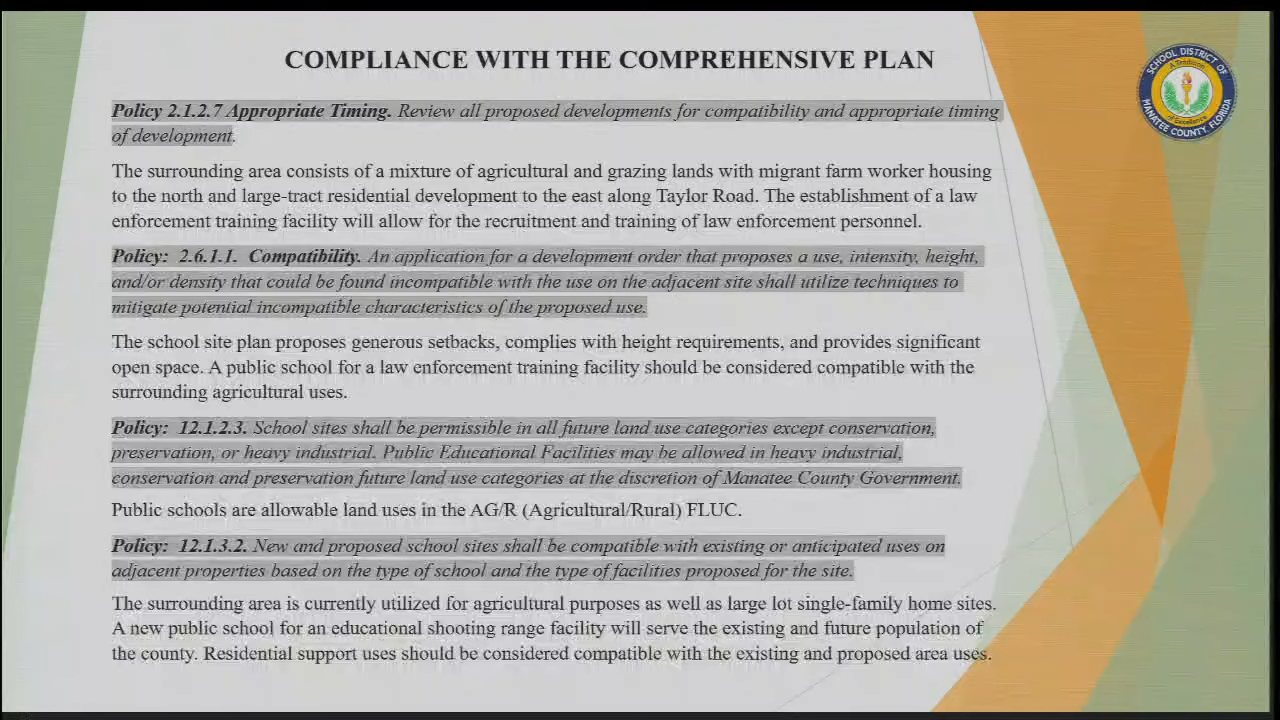 COMPLIANCE WITH THE COMPREHENSIVE PLAN
SCHOOL DISTRICT OF
A Tradition
of Excellence
MANATEE COUNTY, FLORIDA
Policy 2.1.2.7 Appropriate Timing. Review all proposed developments for compatibility and appropriate timing
of development.
The surrounding area consists of a mixture of agricultural and grazing lands with migrant farm worker housing
to the north and large-tract residential development to the east along Taylor Road. The establishment of a law
enforcement training facility will allow for the recruitment and training of law enforcement personnel.
Policy: 2.6.1.1. Compatibility. An application for a development order that proposes a use, intensity, height,
and/or density that could be found incompatible with the use on the adjacent site shall utilize techniques to
mitigate potential incompatible characteristics of the proposed use.
The school site plan proposes generous setbacks, complies with height requirements, and provides significant
open space. A public school for a law enforcement training facility should be considered compatible with the
surrounding agricultural uses.
Policy: 12.1.2.3. School sites shall be permissible in all future land use categories except conservation,
preservation, or heavy industrial. Public Educational Facilities may be allowed in heavy industrial,
conservation and preservation future land use categories at the discretion of Manatee County Government.
Public schools are allowable land uses in the AG/R (Agricultural/Rural) FLUC.
Policy: 12.1.3.2. New and proposed school sites shall be compatible with existing or anticipated uses on
adjacent properties based on the type of school and the type of facilities proposed for the site.
The surrounding area is currently utilized for agricultural purposes as well as large lot single-family home sites.
A new public school for an educational shooting range facility will serve the existing and future population of
the county. Residential support uses should be considered compatible with the existing and proposed area uses.